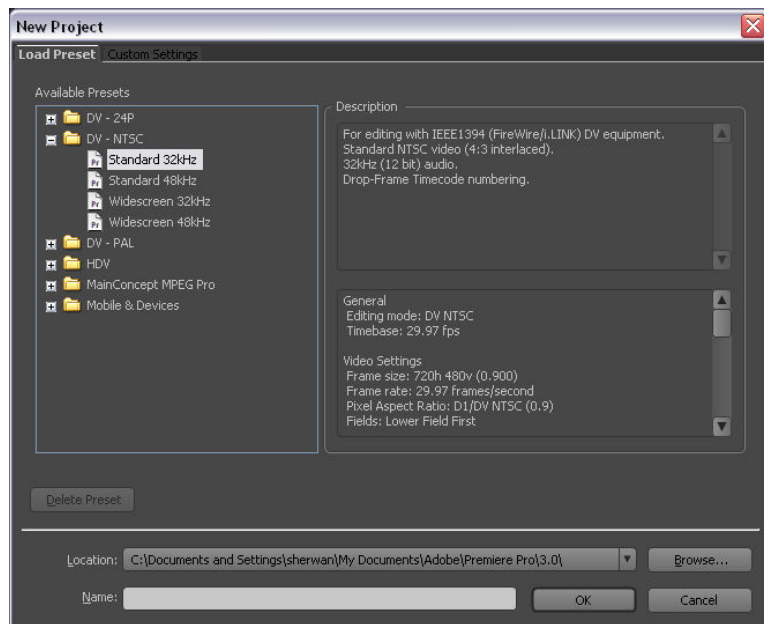 New Project
Load Preset Custom Settings
Available Presets
DV - 24P
DV - NTSC
Standard 32kHz
Standard 48kHz
Widescreen 32kHz
Widescreen 48kHz
DV - PAL
HDV
MainConcept MPEG Pro
Mobile & Devices
Description
For editing with IEEE1394 (FireWire/i.LINK) DV equipment.
Standard NTSC video (4:3 interlaced).
32kHz (12 bit) audio.
Drop-Frame Timecode numbering.
General
Editing mode: DV NTSC
Timebase: 29.97 fps
Video Settings
Frame size: 720h 480v (0.900)
Frame rate: 29.97 frames/second
Pixel Aspect Ratio: D1/DV NTSC (0.9)
Fields: Lower Field First
Delete Preset
Location: C:\Documents and Settings\sherwan\My Documents\Adobe\Premiere Pro\3.0\ Browse...
Name: OK Cancel